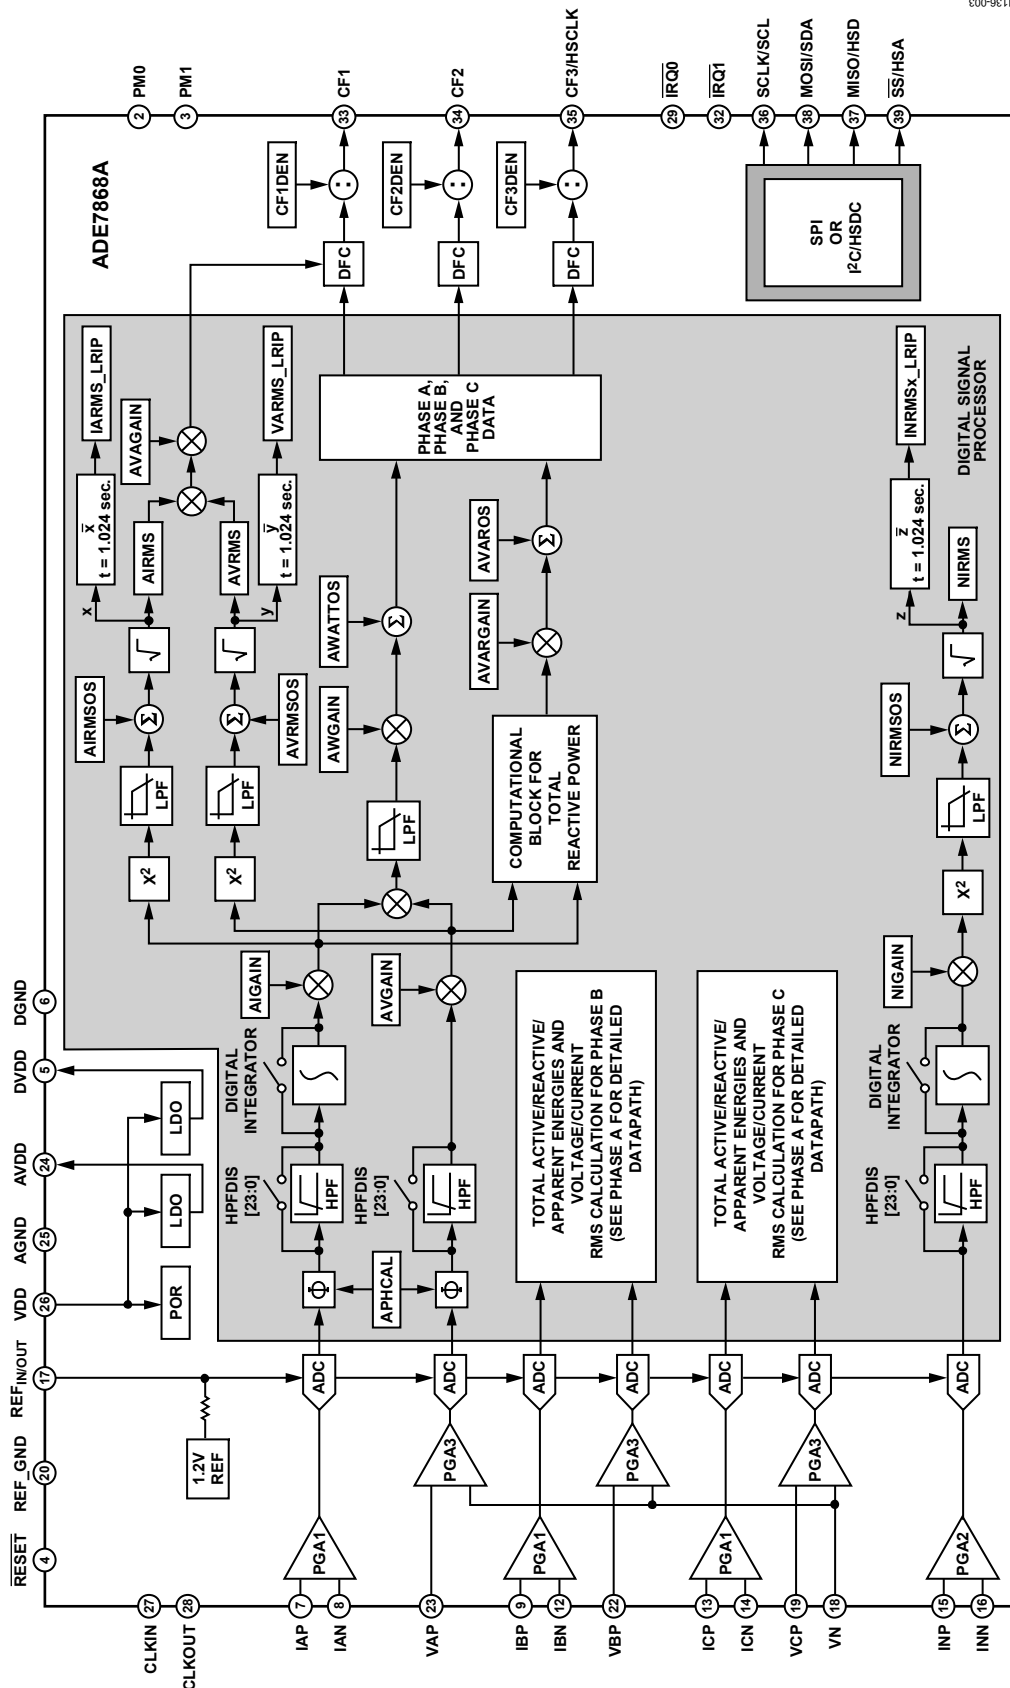 RESET
4
REF_GND
20
REFIN/OUT
17
VDD
26
AGND
25
AVDD
24
DVDD
5
DGND
6
CLKIN
27
CLKOUT
28
1.2V
REF
POR
LDO
LDO
ADE7868A
PM0
2
PM1
3
IAP
7
IAN
8
PGA1
ADC
Φ
HPFDIS
[23:0]
HPF
DIGITAL
INTEGRATOR
AIGAIN
X²
LPF
AIRMSOS
Σ
√
x
x̅
t = 1.024 sec.
IARMS_LRIP
AIRMS
AVAGAIN
X²
LPF
Σ
AVRMSOS
√
AVRMS
y
y̅
t = 1.024 sec.
VARMS_LRIP
APHCAL
VAP
23
PGA3
ADC
Φ
HPFDIS
[23:0]
HPF
AVGAIN
LPF
AWGAIN
AWATTOS
Σ
COMPUTATIONAL
BLOCK FOR
TOTAL
REACTIVE POWER
AVARGAIN
AVAROS
Σ
PHASE A,
PHASE B,
AND
PHASE C
DATA
DFC
CF1DEN
:
33
CF1
DFC
CF2DEN
:
34
CF2
DFC
CF3DEN
:
35
CF3/HSCLK
IBP
9
IBN
12
PGA1
ADC
VBP
22
PGA3
ADC
TOTAL ACTIVE/REACTIVE/
APPARENT ENERGIES AND
VOLTAGE/CURRENT
RMS CALCULATION FOR PHASE B
(SEE PHASE A FOR DETAILED
DATAPATH)
29
IRQ0
32
IRQ1
ICP
13
ICN
14
PGA1
ADC
VCP
19
VN
18
PGA3
ADC
TOTAL ACTIVE/REACTIVE/
APPARENT ENERGIES AND
VOLTAGE/CURRENT
RMS CALCULATION FOR PHASE C
(SEE PHASE A FOR DETAILED
DATAPATH)
SPI
OR
I²C/HSDC
36
SCLK/SCL
38
MOSI/SDA
37
MISO/HSD
39
SS/HSA
INP
15
INN
16
PGA2
ADC
HPFDIS
[23:0]
HPF
DIGITAL
INTEGRATOR
NIGAIN
X²
LPF
NIRMSOS
Σ
√
NIRMS
z
z̅
t = 1.024 sec.
INRMSx_LRIP
DIGITAL SIGNAL
PROCESSOR